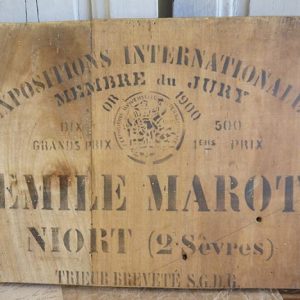 EXPOSITIONS INTERNATIONALE
MEMBRE du JURY
OR 1900
DIX 500
GRANDS PRIX 1ERS PRIX
EMILE MAROT
NIORT (2·Sèvres)
TRIEUR BREVETÉ S.G.D.G.